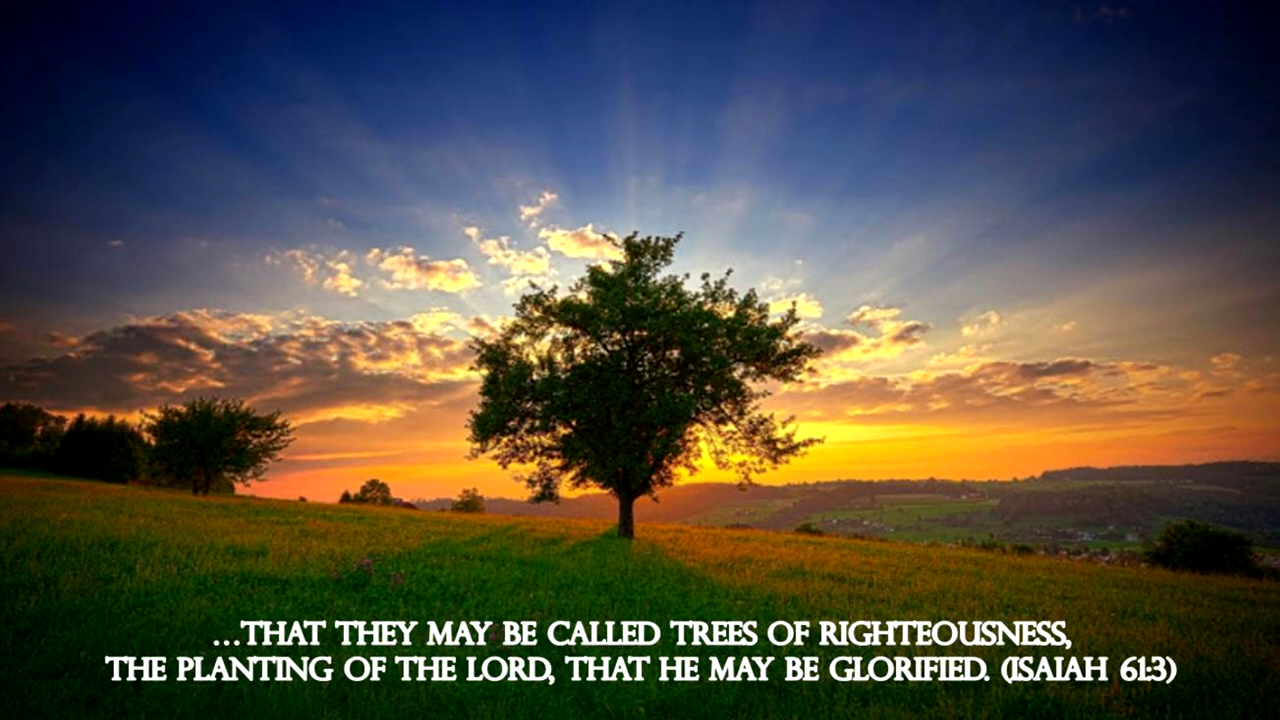 ...THAT THEY MAY BE CALLED TREES OF RIGHTEOUSNESS,
THE PLANTING OF THE LORD, THAT HE MAY BE GLORIFIED. (ISAIAH 61:3)